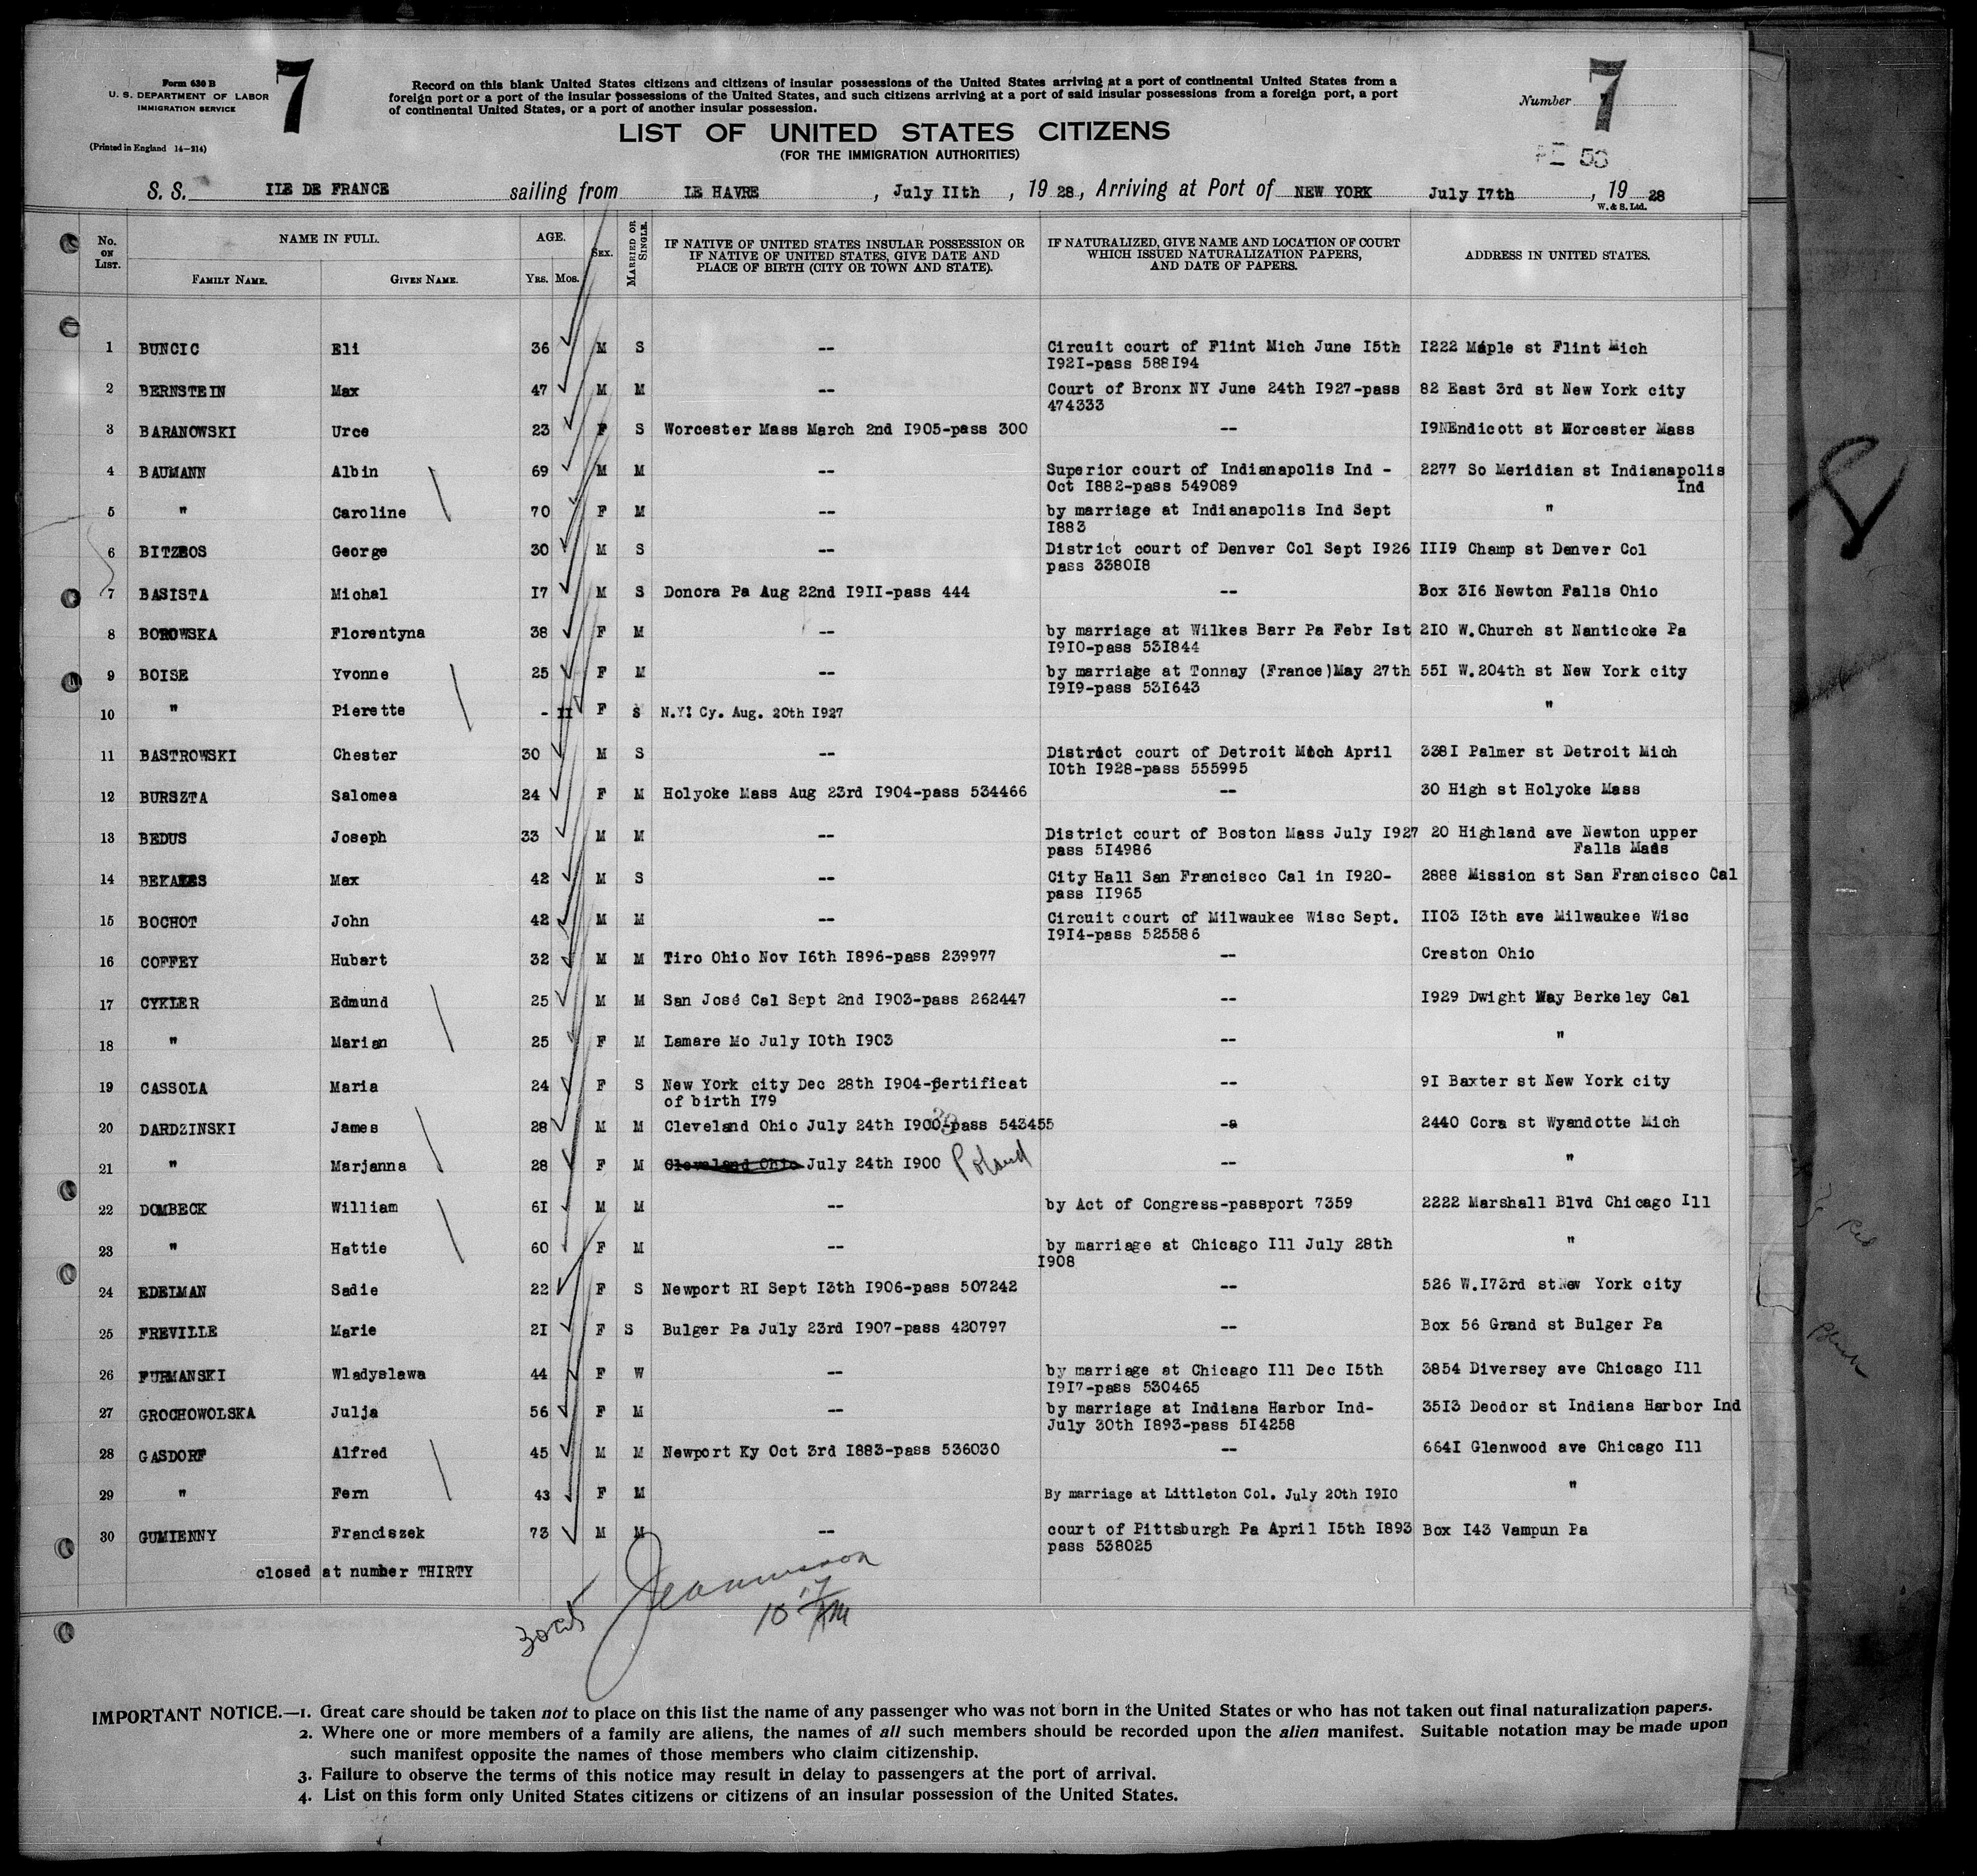 Form 630 B
U. S. DEPARTMENT OF LABOR
IMMIGRATION SERVICE
(Printed in England 14-214)
7
Record on this blank United States citizens and citizens of insular possessions of the United States arriving at a port of continental United States from a
foreign port or a port of the insular possessions of the United States, and such citizens arriving at a port of said insular possessions from a foreign port, a port
of continental United States, or a port of another insular possession.
LIST OF UNITED STATES CITIZENS
(FOR THE IMMIGRATION AUTHORITIES)
Number 7
53
S. S. ILE DE FRANCE sailing from LE HAVRE, July IIth, 19 28, Arriving at Port of NEW YORK July I7th, 19 28
W. & S. Ltd.
No. ON LIST. NAME IN FULL. FAMILY NAME. GIVEN NAME. AGE. YRS. MOS. SEX. MARRIED OR SINGLE. IF NATIVE OF UNITED STATES INSULAR POSSESSION OR IF NATIVE OF UNITED STATES, GIVE DATE AND PLACE OF BIRTH (CITY OR TOWN AND STATE). IF NATURALIZED, GIVE NAME AND LOCATION OF COURT WHICH ISSUED NATURALIZATION PAPERS, AND DATE OF PAPERS. ADDRESS IN UNITED STATES.
1 BUNCIC Eli 36 M S -- Circuit court of Flint Mich June I5th I222 Maple st Flint Mich
I92I-pass 588I94
2 BERNSTEIN Max 47 M M -- Court of Bronx NY June 24th I927-pass 82 East 3rd st New York city
474333
3 BARANOWSKI Urce 23 F S Worcester Mass March 2nd I905-pass 300 -- I9NEndicott st Worcester Mass
4 BAUMANN Albin 69 M M -- Superior court of Indianapolis Ind - 2277 So Meridian st Indianapolis
Oct I882-pass 549089 Ind
5 " Caroline 70 F M -- by marriage at Indianapolis Ind Sept "
I883
6 BITZBOS George 30 M S -- District court of Denver Col Sept I926 III9 Champ st Denver Col
pass 3380I8
7 BASISTA Michal I7 M S Donora Pa Aug 22nd I9II-pass 444 -- Box 3I6 Newton Falls Ohio
8 BOROWSKA Florentyna 38 F M -- by marriage at Wilkes Barr Pa Febr Ist 2I0 W.Church st Nanticoke Pa
I9I0-pass 53I844
9 BOISE Yvonne 25 F M -- by marriage at Tonnay (France)May 27th 55I W.204th st New York city
I9I9-pass 53I643
10 " Pierette - II F S N.Y. Cy. Aug. 20th I927 "
11 BASTROWSKI Chester 30 M S -- District court of Detroit Mich April 338I Palmer st Detroit Mich
I0th I928-pass 555995
12 BURSZTA Salomea 24 F M Holyoke Mass Aug 23rd I904-pass 534466 -- 30 High st Holyoke Mass
13 BEDUS Joseph 33 M M -- District court of Boston Mass July I927 20 Highland ave Newton upper
pass 5I4986 Falls Mass
14 Max 42 M S -- City Hall San Francisco Cal in I920- 2888 Mission st San Francisco Cal
pass II965
15 BOCHOT John 42 M M -- Circuit court of Milwaukee Wisc Sept. II03 I3th ave Milwaukee Wisc
I9I4-pass 525586
16 COFFEY Hubart 32 M M Tiro Ohio Nov I6th I896-pass 239977 -- Creston Ohio
17 CYKLER Edmund 25 M M San José Cal Sept 2nd I903-pass 262447 -- I929 Dwight Way Berkeley Cal
18 " Marian 25 F M Lamare Mo July I0th I903 -- "
19 CASSOLA Maria 24 F S New York city Dec 28th I904-certificat -- 9I Baxter st New York city
of birth I79
20 DARDZINSKI James 28 M M Cleveland Ohio July 24th I900-pass 543455 -- 2440 Cora st Wyandotte Mich
21 " Marjanna 28 F M Cleveland Ohio July 24th I900 Poland -- "
22 DOMBECK William 6I M M -- by Act of Congress-passport 7359 2222 Marshall Blvd Chicago Ill
23 " Hattie 60 F M -- by marriage at Chicago Ill July 28th "
I908
24 EDELMAN Sadie 22 F S Newport RI Sept I3th I906-pass 507242 -- 526 W.I73rd st New York city
25 FREVILLE Marie 2I F S Bulger Pa July 23rd I907-pass 420797 -- Box 56 Grand st Bulger Pa
26 FURMANSKI Wladyslawa 44 F W -- by marriage at Chicago Ill Dec I5th 3854 Diversey ave Chicago Ill
I9I7-pass 530465
27 GROCHOWOLSKA Julja 56 F M -- by marriage at Indiana Harbor Ind- 35I3 Deodor st Indiana Harbor Ind
July 30th I893-pass 5I4258
28 GASDORF Alfred 45 M M Newport Ky Oct 3rd I883-pass 536030 -- 664I Glenwood ave Chicago Ill
29 " Fern 43 F M By marriage at Littleton Col. July 20th I9I0 "
30 GUMIENNY Franciszek 73 M M -- court of Pittsburgh Pa April I5th I893 Box I43 Vampun Pa
pass 538025
closed at number THIRTY
IMPORTANT NOTICE.—1. Great care should be taken not to place on this list the name of any passenger who was not born in the United States or who has not taken out final naturalization papers.
2. Where one or more members of a family are aliens, the names of all such members should be recorded upon the alien manifest. Suitable notation may be made upon
such manifest opposite the names of those members who claim citizenship.
3. Failure to observe the terms of this notice may result in delay to passengers at the port of arrival.
4. List on this form only United States citizens or citizens of an insular possession of the United States.